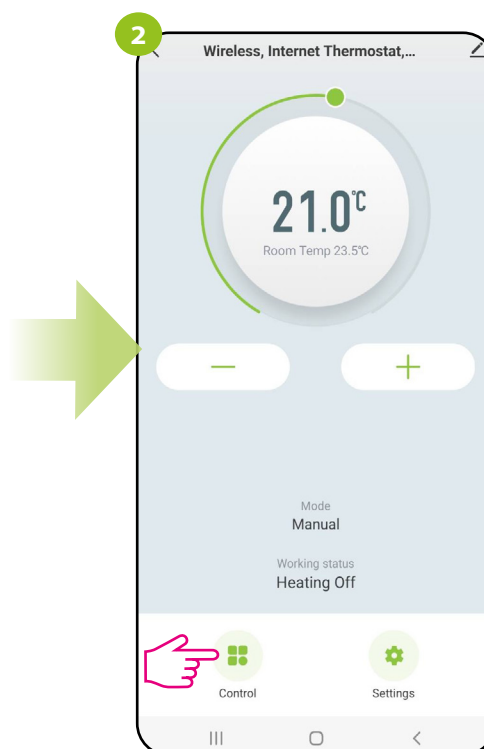 2
Wireless, Internet Thermostat,...
21.0°C
Room Temp 23.5°C
Mode
Manual
Working status
Heating Off
Control
Settings